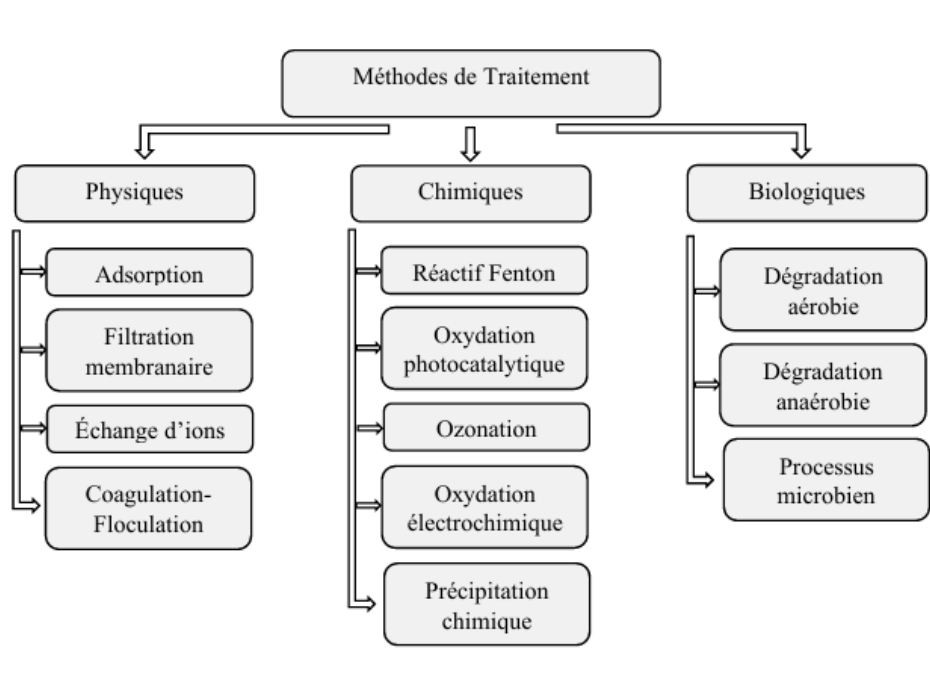 Méthodes de Traitement
Physiques
Adsorption
Filtration
membranaire
Échange d'ions
Coagulation-
Floculation
Chimiques
Réactif Fenton
Oxydation
photocatalytique
Ozonation
Oxydation
électrochimique
Précipitation
chimique
Biologiques
Dégradation
aérobie
Dégradation
anaérobie
Processus
microbien